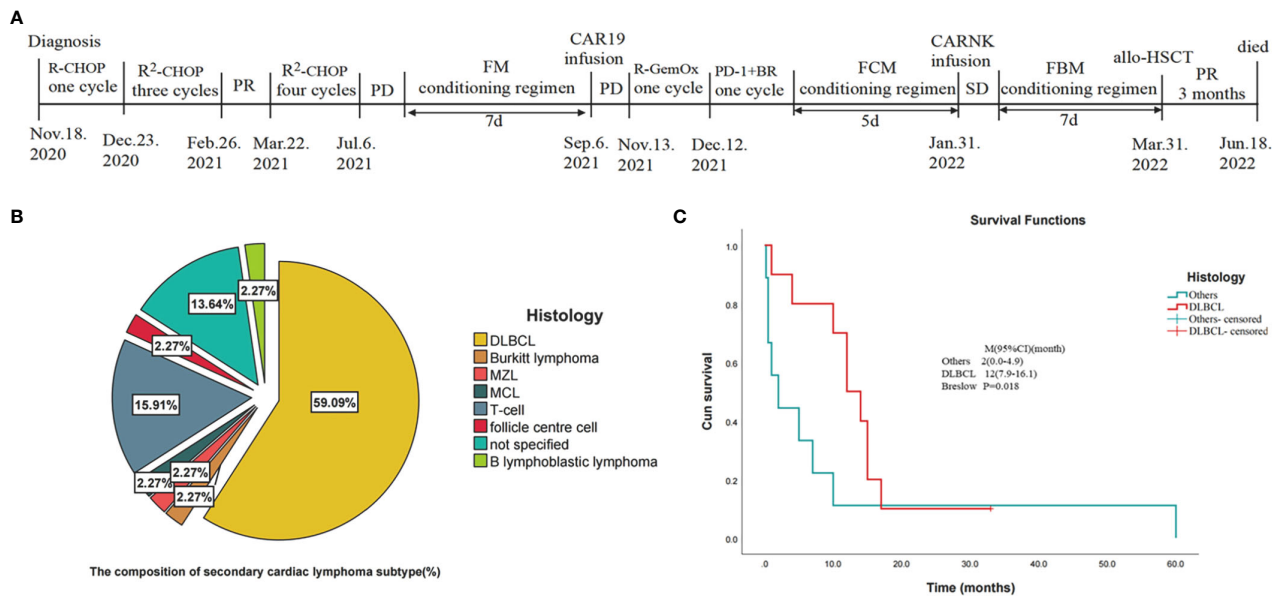 A
Diagnosis
R-CHOP
one cycle
R²-CHOP
three cycles
PR
R²-CHOP
four cycles
PD
FM
conditioning regimen
7d
CAR19
infusion
PD
R-GemOx
one cycle
PD-1+BR
one cycle
FCM
conditioning regimen
5d
CARNK
infusion
SD
FBM
conditioning regimen
7d
allo-HSCT
PR
3 months
died
Nov.18.
2020
Dec.23.
2020
Feb.26.
2021
Mar.22.
2021
Jul.6.
2021
Sep.6.
2021
Nov.13.
2021
Dec.12.
2021
Jan.31.
2022
Mar.31.
2022
Jun.18.
2022
B
2.27%
13.64%
2.27%
15.91%
59.09%
2.27%
2.27%
2.27%
Histology
DLBCL
Burkitt lymphoma
MZL
MCL
T-cell
follicle centre cell
not specified
B lymphoblastic lymphoma
The composition of secondary cardiac lymphoma subtype(%)
C
Survival Functions
Cun survival
1.0
0.8
0.6
0.4
0.2
0.0
M(95%CI)(month)
Others 2(0.0-4.9)
DLBCL 12(7.9-16.1)
Breslow P=0.018
Histology
Others
DLBCL
Others- censored
DLBCL- censored
.0 10.0 20.0 30.0 40.0 50.0 60.0
Time (months)